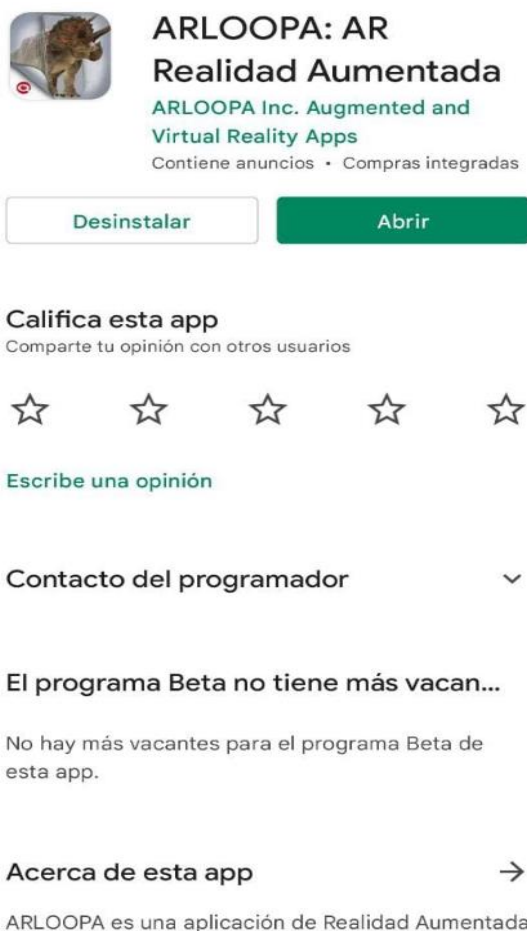 ARLOOPA: AR
Realidad Aumentada
ARLOOPA Inc. Augmented and
Virtual Reality Apps
Contiene anuncios • Compras integradas
Desinstalar
Abrir
Califica esta app
Comparte tu opinión con otros usuarios
Escribe una opinión
Contacto del programador
El programa Beta no tiene más vacan...
No hay más vacantes para el programa Beta de
esta app.
Acerca de esta app
ARLOOPA es una aplicación de Realidad Aumentada